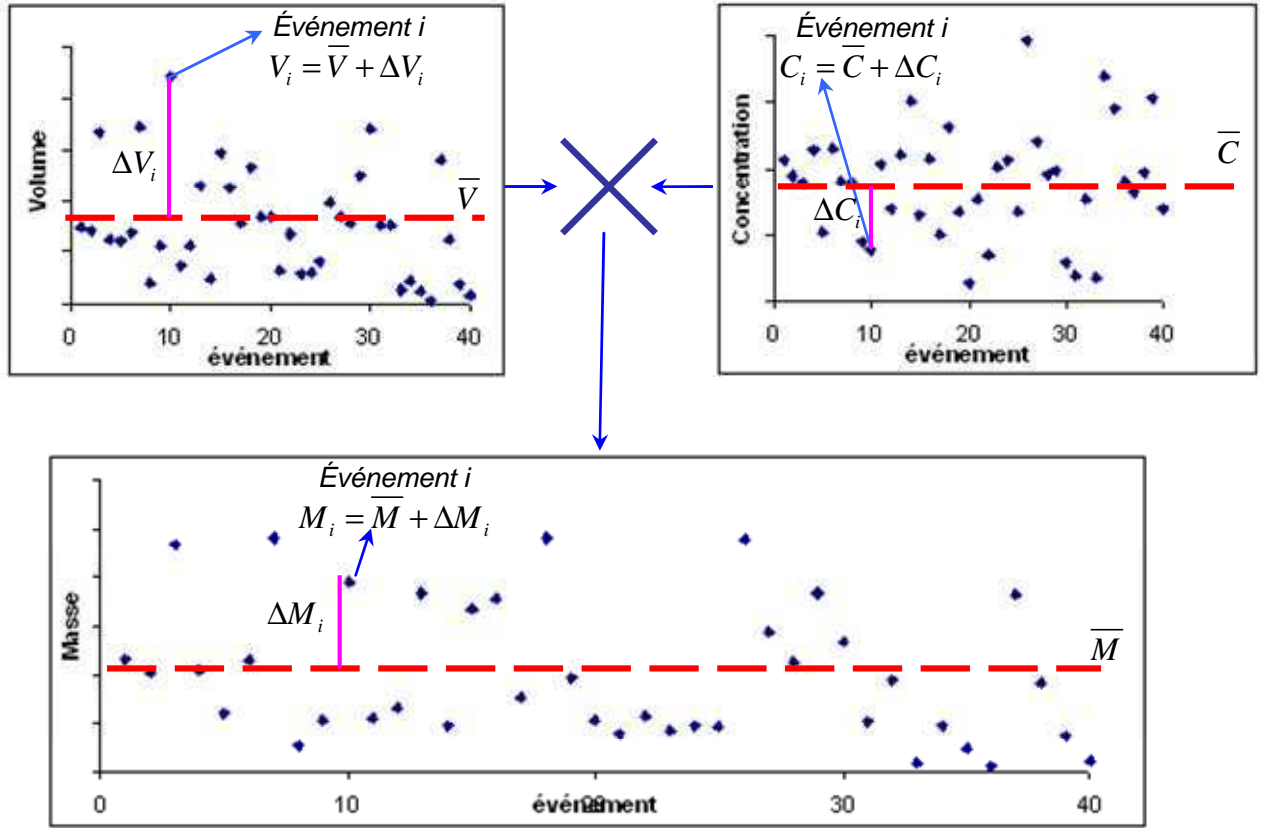 Événement i
V_i = V̅ + ΔV_i
Volume
ΔV_i
V̅
0 10 20 30 40
événement
Événement i
C_i = C̅ + ΔC_i
Concentration
C̅
ΔC_i
0 10 20 30 40
événement
Événement i
M_i = M̅ + ΔM_i
Masse
ΔM_i
M̅
0 10 20 30 40
événement